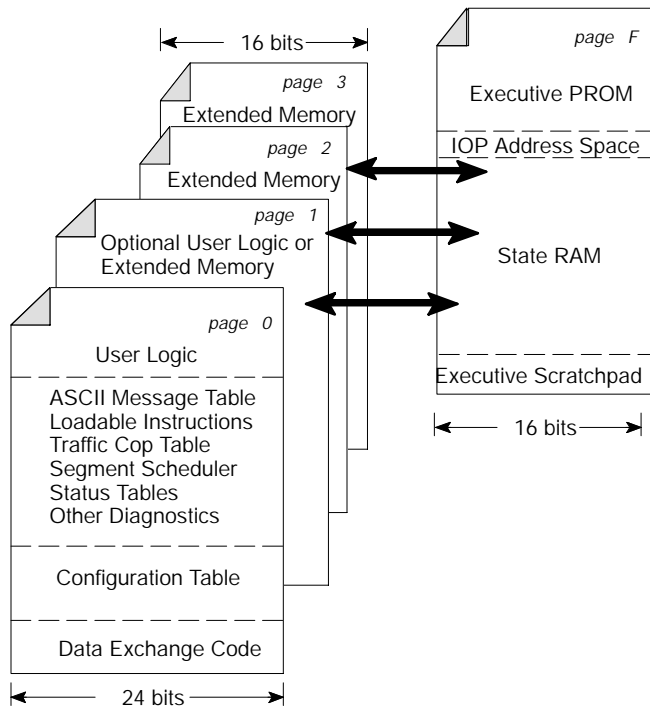 16 bits
page 3
Extended Memory
page 2
Extended Memory
page 1
Optional User Logic or
Extended Memory
page 0
User Logic
ASCII Message Table
Loadable Instructions
Traffic Cop Table
Segment Scheduler
Status Tables
Other Diagnostics
Configuration Table
Data Exchange Code
24 bits
page F
Executive PROM
IOP Address Space
State RAM
Executive Scratchpad
16 bits